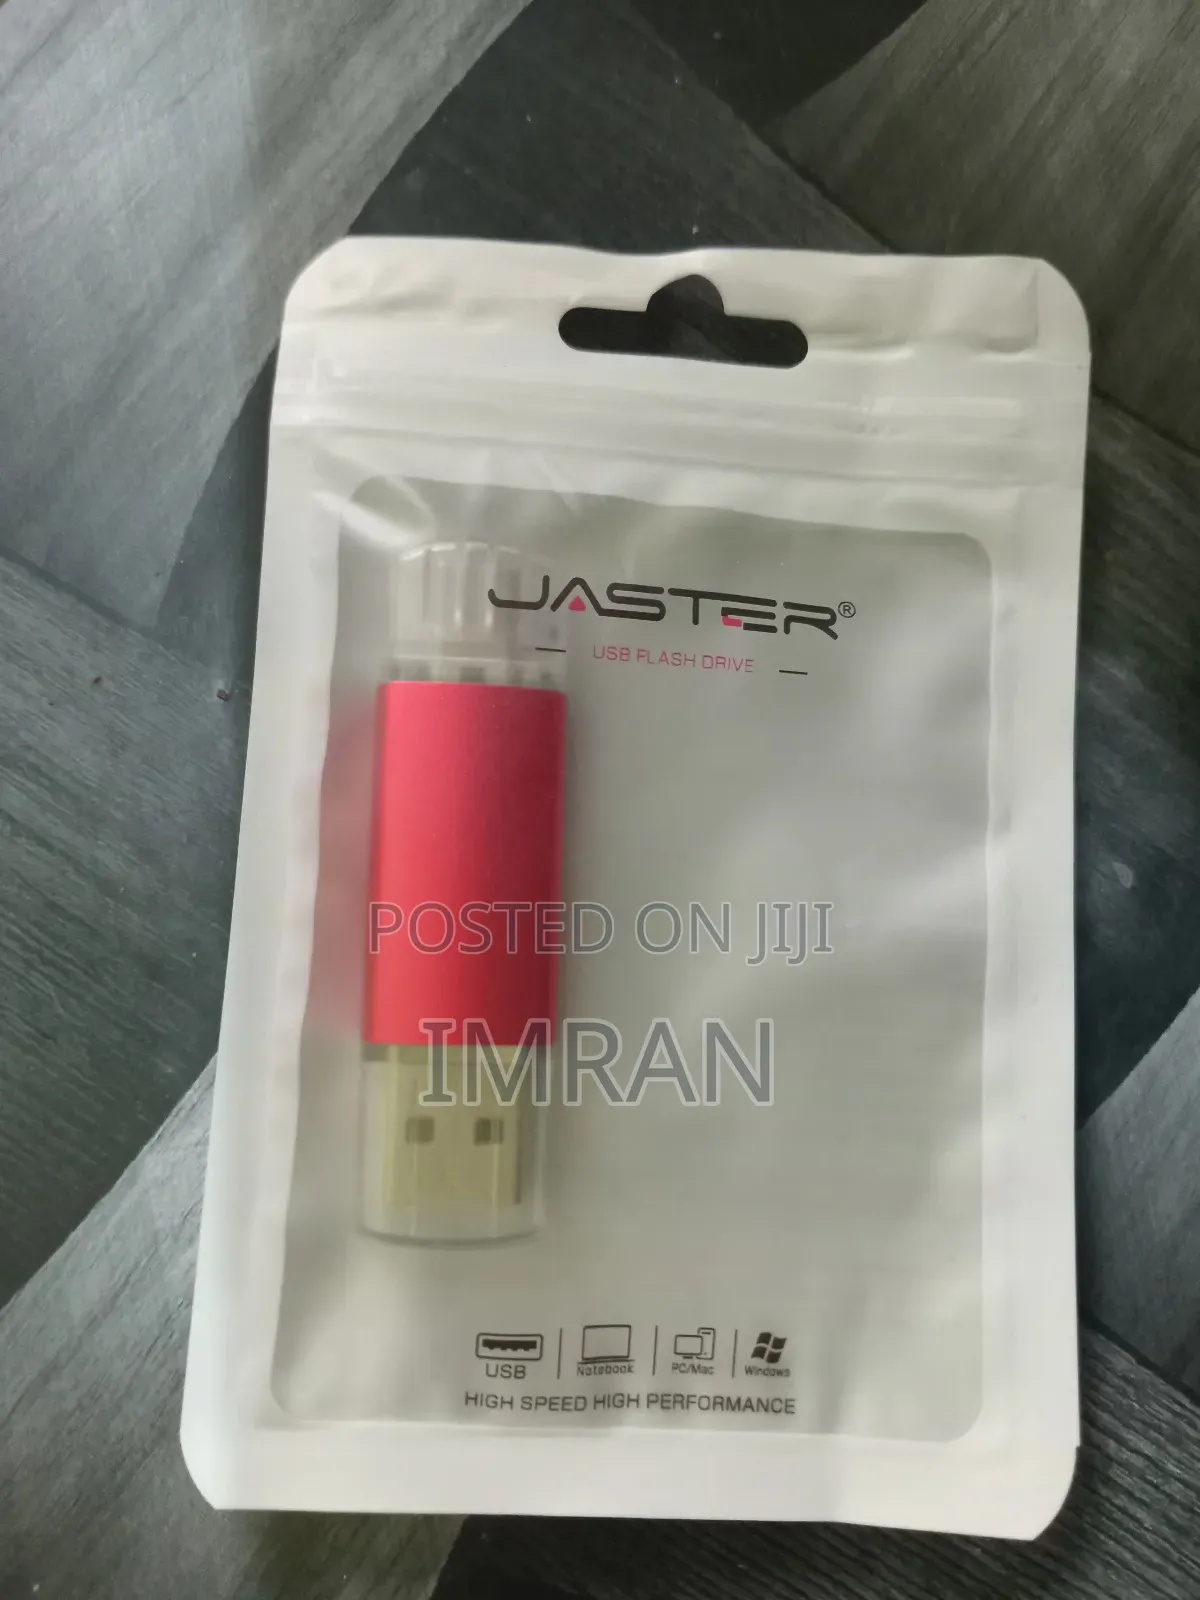 JASTER®
USB FLASH DRIVE
POSTED ON JIJI
IMRAN
USB
Notebook
PC/Mac
Windows
HIGH SPEED HIGH PERFORMANCE